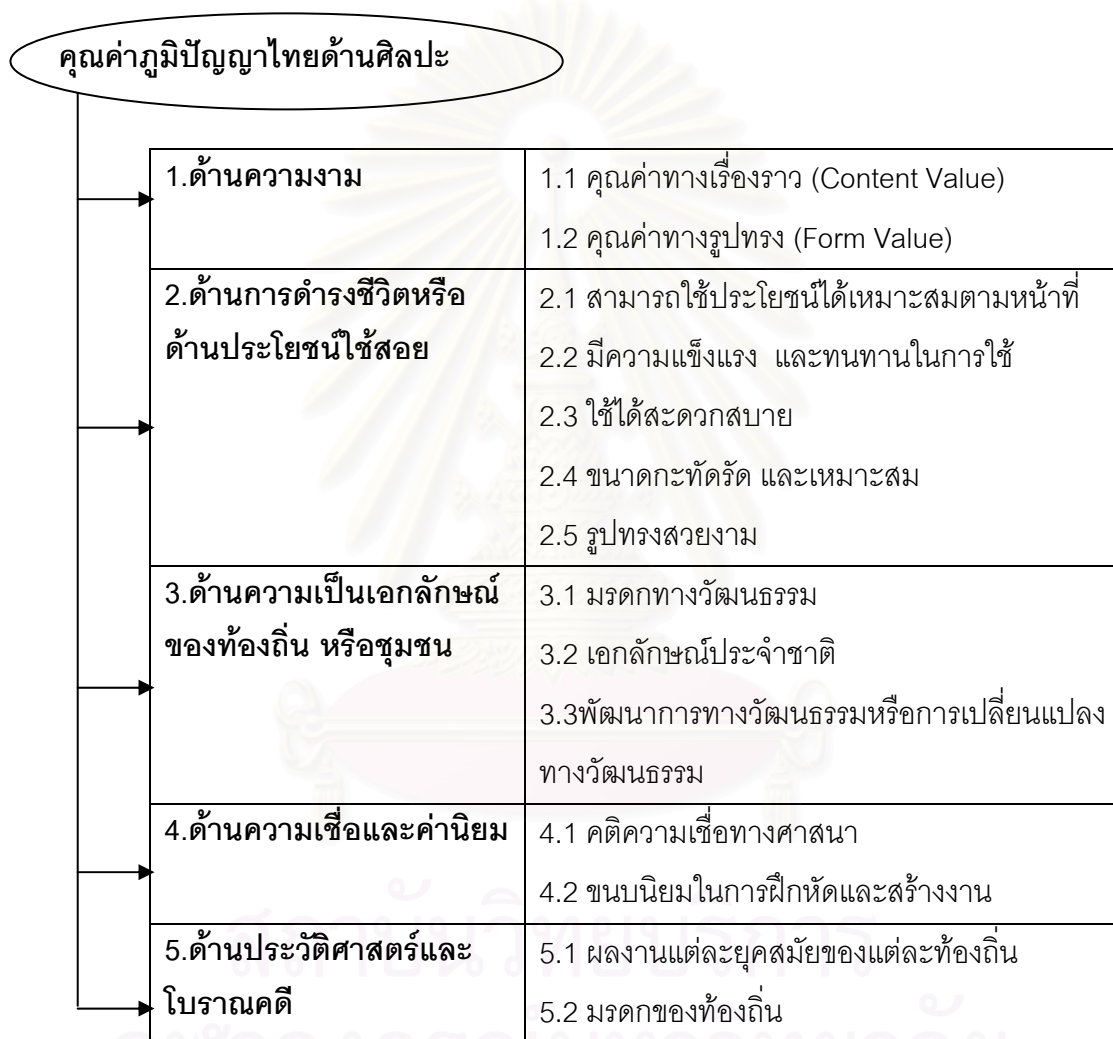 คุณค่าภูมิปัญญาไทยด้านศิลปะ
1.ด้านความงาม
1.1 คุณค่าทางเรื่องราว (Content Value)
1.2 คุณค่าทางรูปทรง (Form Value)
2.ด้านการดำรงชีวิตหรือ
ด้านประโยชน์ใช้สอย
2.1 สามารถใช้ประโยชน์ได้เหมาะสมตามหน้าที่
2.2 มีความแข็งแรง และทนทานในการใช้
2.3 ใช้ได้สะดวกสบาย
2.4 ขนาดกะทัดรัด และเหมาะสม
2.5 รูปทรงสวยงาม
3.ด้านความเป็นเอกลักษณ์
ของท้องถิ่น หรือชุมชน
3.1 มรดกทางวัฒนธรรม
3.2 เอกลักษณ์ประจำชาติ
3.3พัฒนาการทางวัฒนธรรมหรือการเปลี่ยนแปลง
ทางวัฒนธรรม
4.ด้านความเชื่อและค่านิยม
4.1 คติความเชื่อทางศาสนา
4.2 ขนบนิยมในการฝึกหัดและสร้างงาน
5.ด้านประวัติศาสตร์และ
โบราณคดี
5.1 ผลงานแต่ละยุคสมัยของแต่ละท้องถิ่น
5.2 มรดกของท้องถิ่น
สถาบันวิทยบริการ